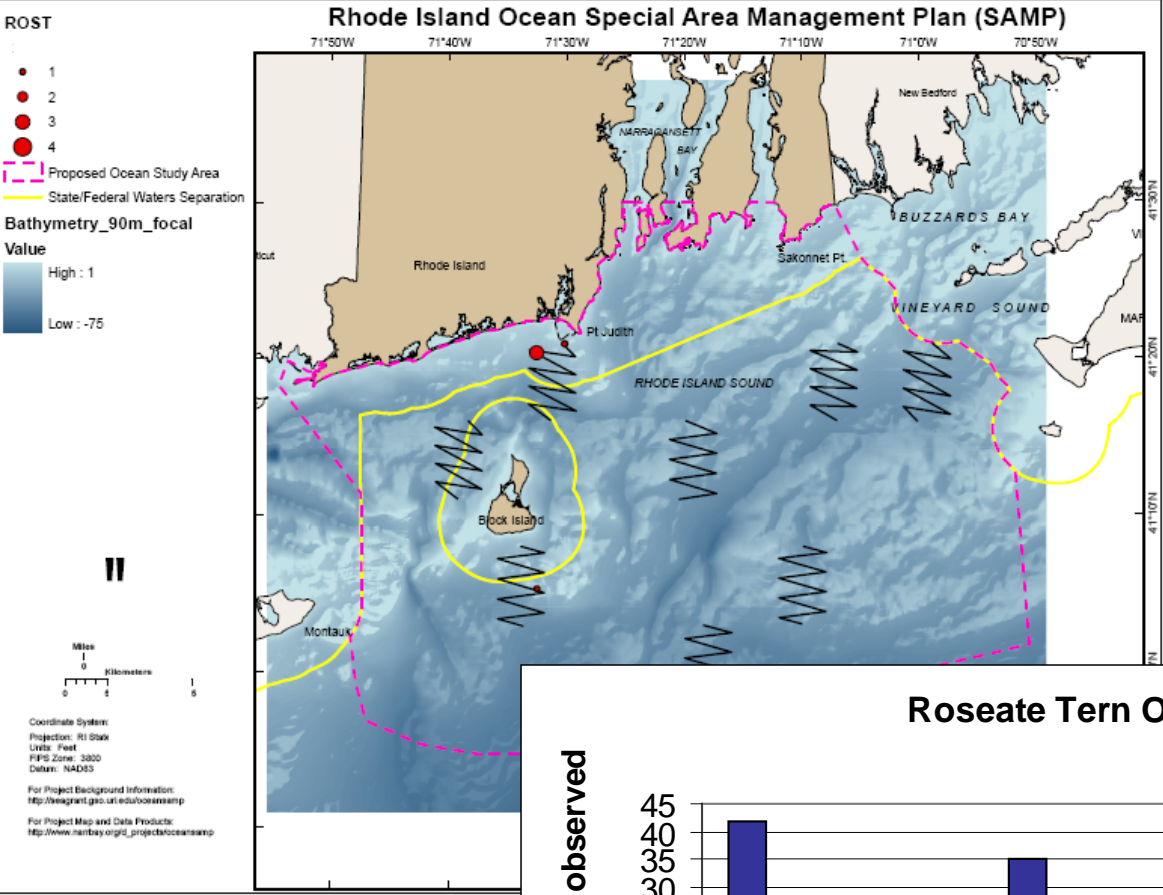 Rhode Island Ocean Special Area Management Plan (SAMP)
ROST
1
2
3
4
Proposed Ocean Study Area
State/Federal Waters Separation
Bathymetry_90m_focal
Value
High : 1
Low : -75
71°50'W
71°40'W
71°30'W
71°20'W
71°10'W
71°0'W
70°50'W
41°30'N
41°20'N
41°10'N
New Bedford
NARRAGANSETT
BAY
BUZZARDS BAY
ticut
Rhode Island
Sakonnet Pt.
VINEYARD SOUND
VI
MAR
Pt Judith
RHODE ISLAND SOUND
Block Island
Montauk
"
Miles
0
Kilometers
0 5 5
Coordinate System:
Projection: RI State
Units: Feet
FIPS Zone: 3800
Datum: NAD83
For Project Background Information:
http://seagrant.gso.uri.edu/oceansamp
For Project Map and Data Products:
http://www.narrbay.org/d_projects/oceansamp
Roseate Tern O
observed
45
40
35
30